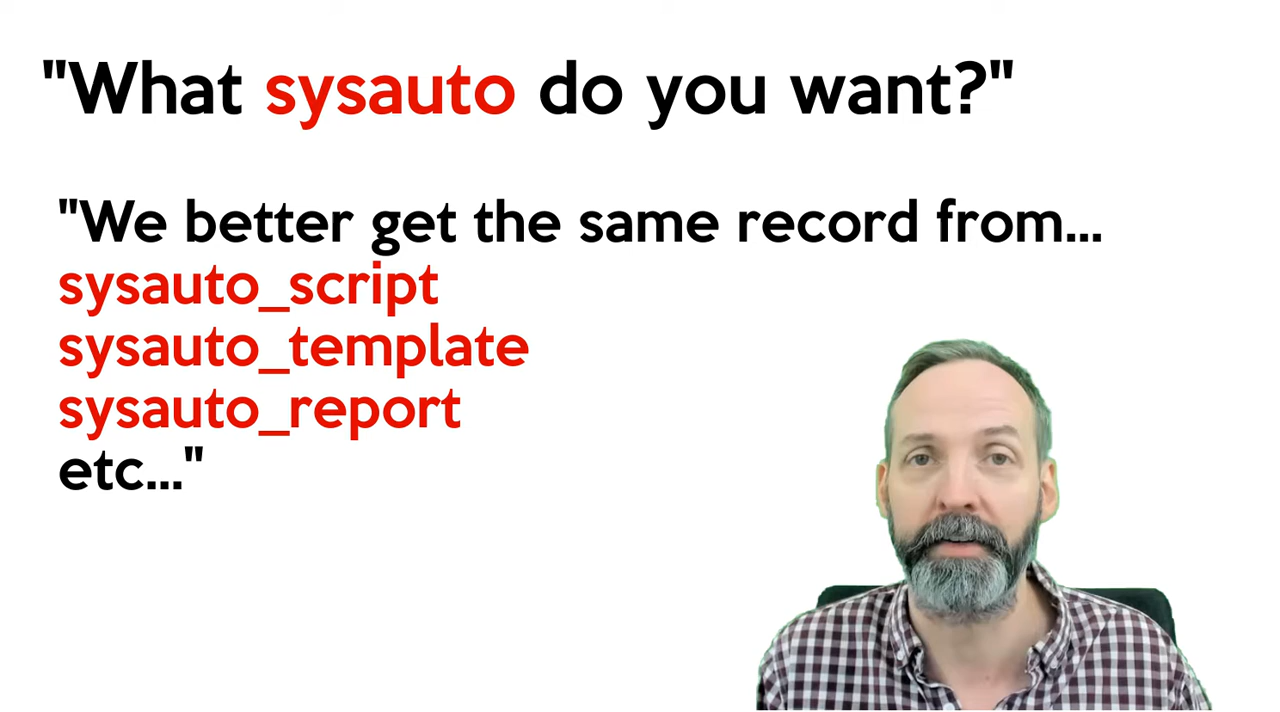 "What sysauto do you want?"
"We better get the same record from...
sysauto_script
sysauto_template
sysauto_report
etc..."